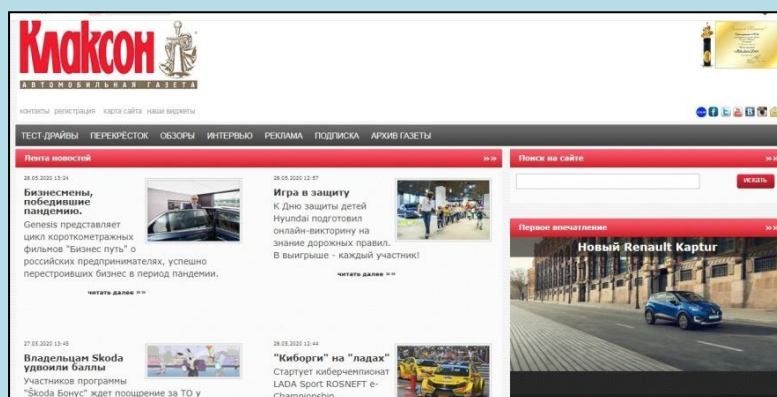 Клаксон
АВТОМОБИЛЬНАЯ ГАЗЕТА
контакты регистрация карта сайта наши виджеты
ТЕСТ-ДРАЙВЫ ПЕРЕКРЁСТОК ОБЗОРЫ ИНТЕРВЬЮ РЕКЛАМА ПОДПИСКА АРХИВ ГАЗЕТЫ
Лента новостей »»
28.05.2020 13:24
Бизнесмены,
победившие
пандемию.
Genesis представляет
цикл короткометражных
фильмов "Бизнес путь" о
российских предпринимателях, успешно
перестроивших бизнес в период пандемии.
читать далее »»
28.05.2020 12:57
Игра в защиту
К Дню защиты детей
Hyundai подготовил
онлайн-викторину на
знание дорожных правил.
В выигрыше - каждый участник!
читать далее »»
27.05.2020 13:45
Владельцам Skoda
удвоили баллы
Участников программы
"Škoda Бонус" ждет поощрение за ТО у
28.05.2020 12:44
"Киборги" на "ладах"
Стартует киберчемпионат
LADA Sport ROSNEFT e-
Championship
Поиск на сайте »»
ИСКАТЬ
Первое впечатление »»
Новый Renault Kaptur